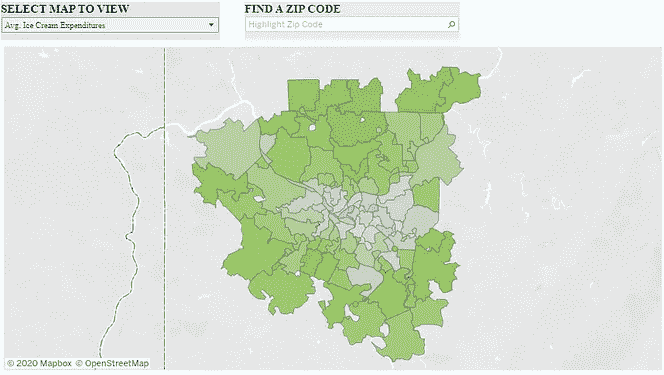 SELECT MAP TO VIEW
FIND A ZIP CODE
Avg. Ice Cream Expenditures
Highlight Zip Code
© 2020 Mapbox © OpenStreetMap